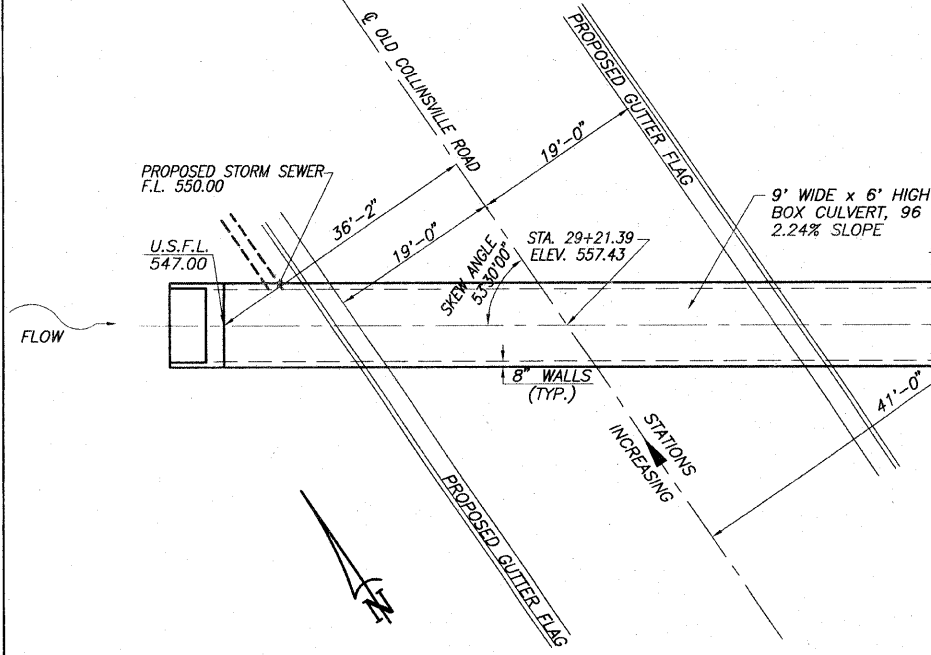 ℄ OLD COLLINSVILLE ROAD
PROPOSED GUTTER FLAG
19'-0"
PROPOSED STORM SEWER
F.L. 550.00
36'-2"
19'-0"
9' WIDE x 6' HIGH
BOX CULVERT, 96
2.24% SLOPE
U.S.F.L.
547.00
SKEW ANGLE
53°30'00"
STA. 29+21.39
ELEV. 557.43
FLOW
8" WALLS
(TYP.)
41'-0"
STATIONS
INCREASING
PROPOSED GUTTER FLAG
N